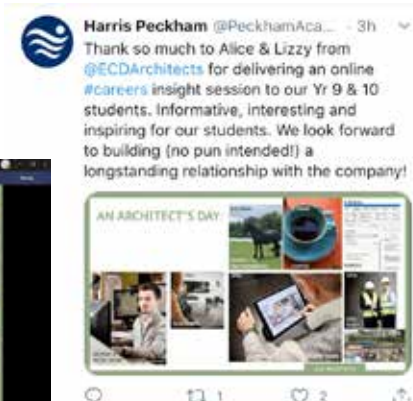 Harris Peckham @PeckhamAca... · 3h
Thank so much to Alice & Lizzy from
@ECDArchitects for delivering an online
#careers insight session to our Yr 9 & 10
students. Informative, interesting and
inspiring for our students. We look forward
to building (no pun intended!) a
longstanding relationship with the company!
AN ARCHITECT'S DAY:
1
2